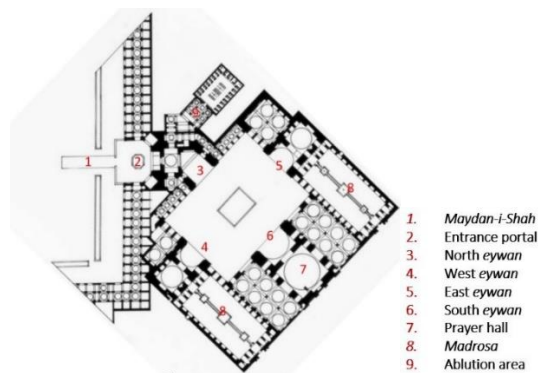 9
1
2
3
5
8
6
4
7
8
1. Maydan-i-Shah
2. Entrance portal
3. North eywan
4. West eywan
5. East eywan
6. South eywan
7. Prayer hall
8. Madrosa
9. Ablution area